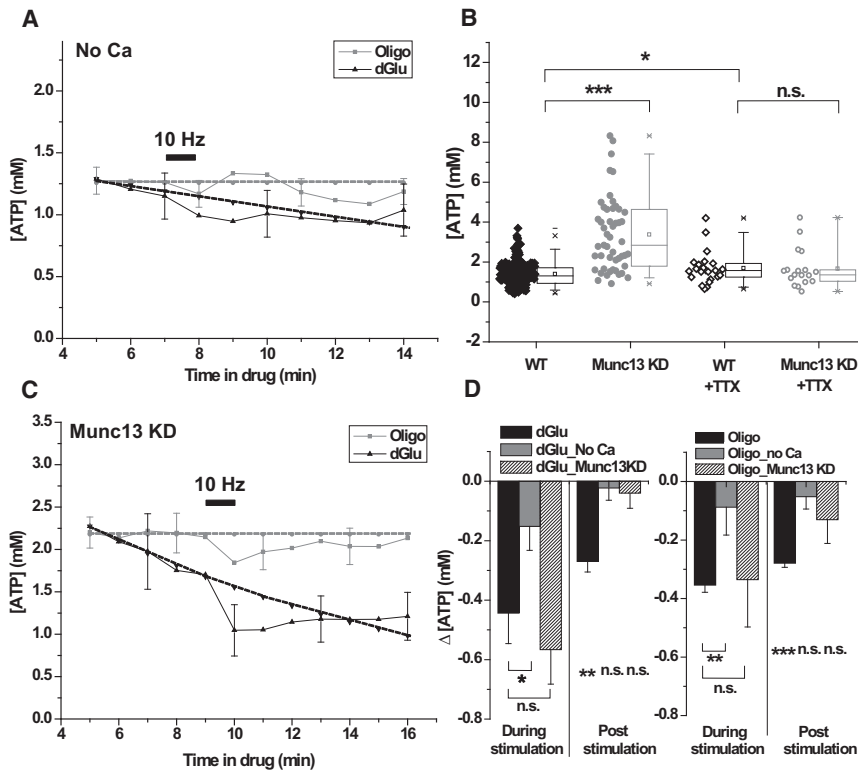 A
No Ca
Oligo
dGlu
10 Hz
[ATP] (mM)
2.0
1.5
1.0
0.5
0.0
4 6 8 10 12 14
Time in drug (min)
B
*
***
n.s.
[ATP] (mM)
12
10
8
6
4
2
0
-2
WT
Munc13 KD
WT
+TTX
Munc13 KD
+TTX
C
Munc13 KD
Oligo
dGlu
10 Hz
[ATP] (mM)
3.5
3.0
2.5
2.0
1.5
1.0
0.5
0.0
4 6 8 10 12 14 16
Time in drug (min)
D
dGlu
dGlu_No Ca
dGlu_Munc13KD
Δ [ATP] (mM)
0.0
-0.2
-0.4
-0.6
-0.8
*
n.s.
** n.s. n.s.
During
stimulation
Post
stimulation
Oligo
Oligo_no Ca
Oligo_Munc13 KD
0.0
-0.2
-0.4
-0.6
-0.8
**
n.s.
*** n.s. n.s.
During
stimulation
Post
stimulation